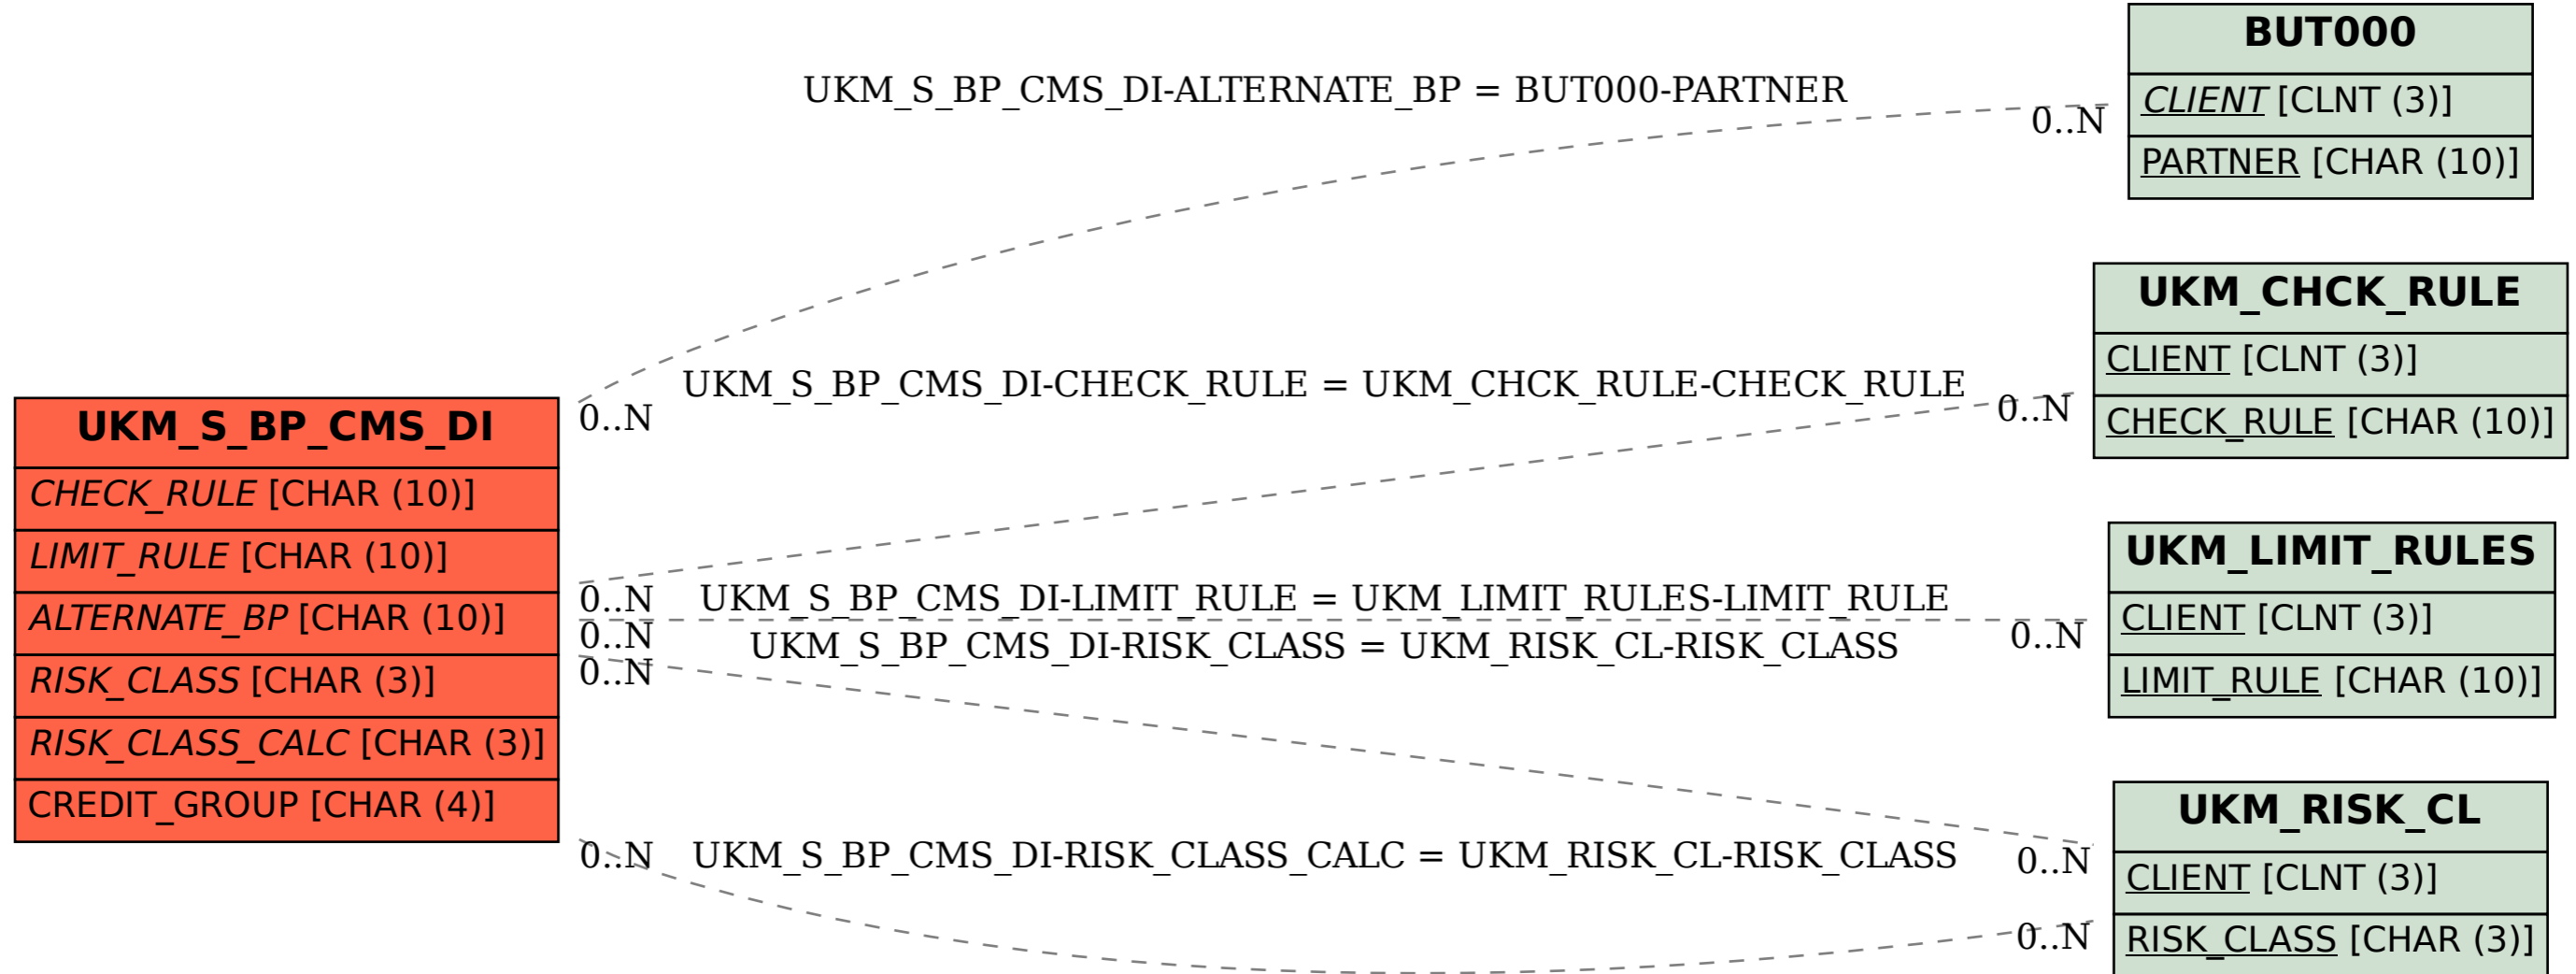 BUT000
CLIENT [CLNT (3)]
PARTNER [CHAR (10)]
UKM_S_BP_CMS_DI-ALTERNATE_BP = BUT000-PARTNER
0..N
UKM_CHCK_RULE
CLIENT [CLNT (3)]
CHECK_RULE [CHAR (10)]
UKM_S_BP_CMS_DI-CHECK_RULE = UKM_CHCK_RULE-CHECK_RULE
0..N
0..N
UKM_S_BP_CMS_DI
CHECK_RULE [CHAR (10)]
LIMIT_RULE [CHAR (10)]
ALTERNATE_BP [CHAR (10)]
RISK_CLASS [CHAR (3)]
RISK_CLASS_CALC [CHAR (3)]
CREDIT_GROUP [CHAR (4)]
UKM_LIMIT_RULES
CLIENT [CLNT (3)]
LIMIT_RULE [CHAR (10)]
0..N
UKM_S_BP_CMS_DI-LIMIT_RULE = UKM_LIMIT_RULES-LIMIT_RULE
0..N
0..N
UKM_S_BP_CMS_DI-RISK_CLASS = UKM_RISK_CL-RISK_CLASS
0..N
UKM_RISK_CL
CLIENT [CLNT (3)]
RISK_CLASS [CHAR (3)]
0..N
UKM_S_BP_CMS_DI-RISK_CLASS_CALC = UKM_RISK_CL-RISK_CLASS
0..N
0..N